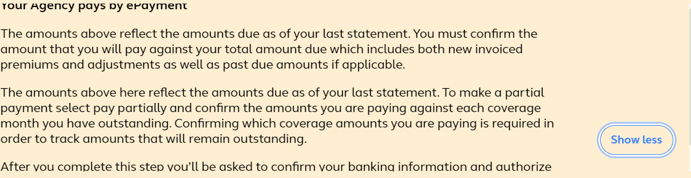 Your Agency pays by ePayment
The amounts above reflect the amounts due as of your last statement. You must confirm the
amount that you will pay against your total amount due which includes both new invoiced
premiums and adjustments as well as past due amounts if applicable.
The amounts above here reflect the amounts due as of your last statement. To make a partial
payment select pay partially and confirm the amounts you are paying against each coverage
month you have outstanding. Confirming which coverage amounts you are paying is required in
order to track amounts that will remain outstanding.
Show less
After you complete this step you'll be asked to confirm your banking information and authorize